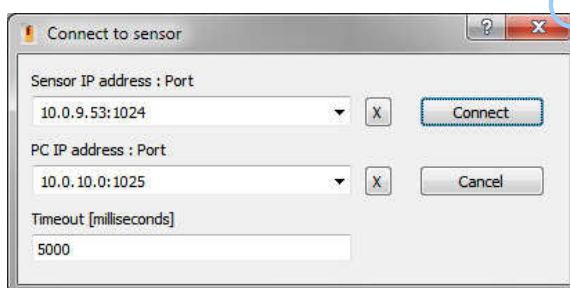 Connect to sensor
?
X
Sensor IP address : Port
10.0.9.53:1024
X
Connect
PC IP address : Port
10.0.10.0:1025
X
Cancel
Timeout [milliseconds]
5000